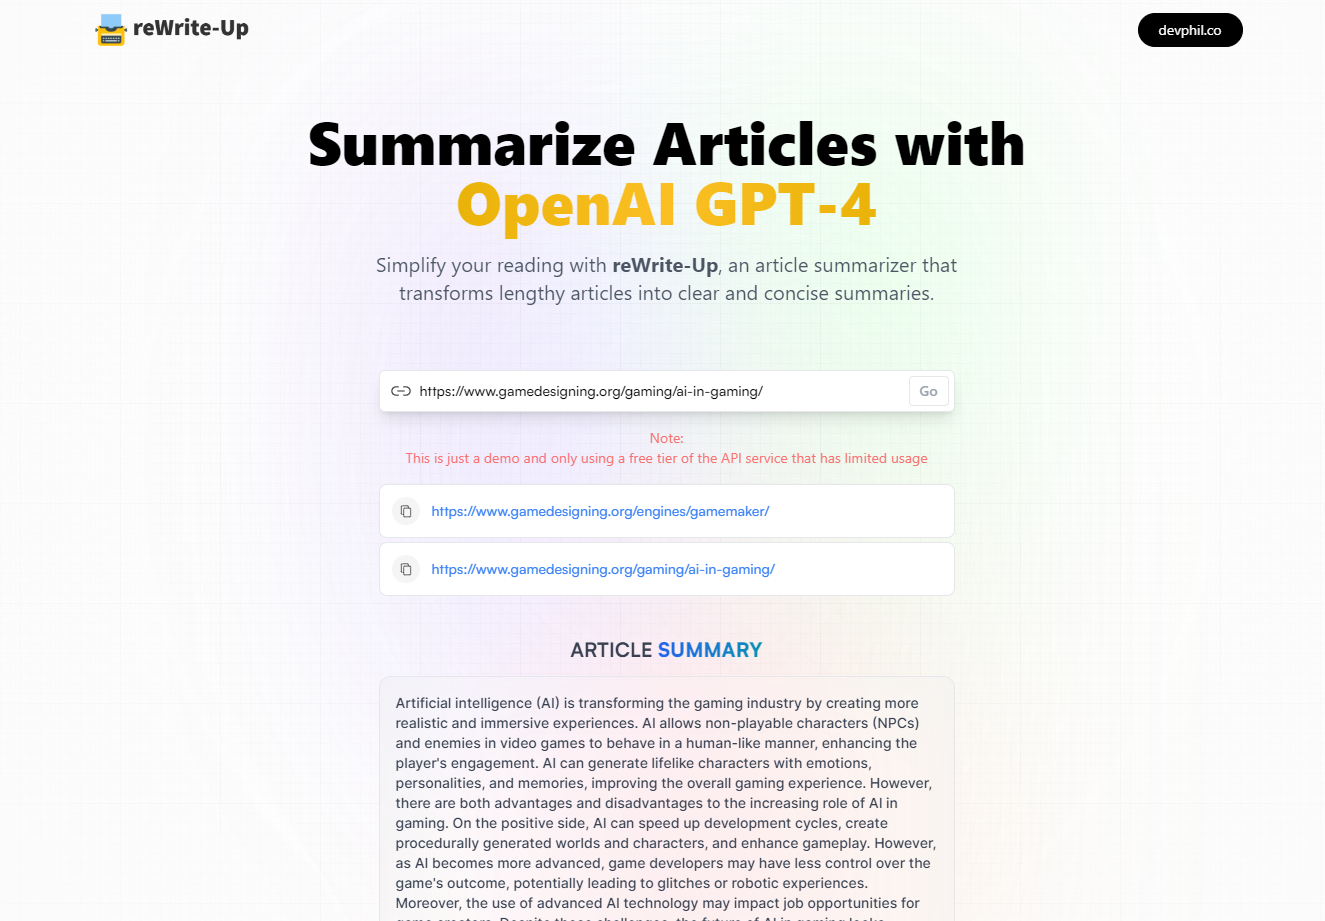 reWrite-Up
devphil.co
Summarize Articles with
OpenAI GPT-4
Simplify your reading with reWrite-Up, an article summarizer that
transforms lengthy articles into clear and concise summaries.
https://www.gamedesigning.org/gaming/ai-in-gaming/
Go
Note:
This is just a demo and only using a free tier of the API service that has limited usage
https://www.gamedesigning.org/engines/gamemaker/
https://www.gamedesigning.org/gaming/ai-in-gaming/
ARTICLE SUMMARY
Artificial intelligence (AI) is transforming the gaming industry by creating more
realistic and immersive experiences. AI allows non-playable characters (NPCs)
and enemies in video games to behave in a human-like manner, enhancing the
player's engagement. AI can generate lifelike characters with emotions,
personalities, and memories, improving the overall gaming experience. However,
there are both advantages and disadvantages to the increasing role of AI in
gaming. On the positive side, AI can speed up development cycles, create
procedurally generated worlds and characters, and enhance gameplay. However,
as AI becomes more advanced, game developers may have less control over the
game's outcome, potentially leading to glitches or robotic experiences.
Moreover, the use of advanced AI technology may impact job opportunities for